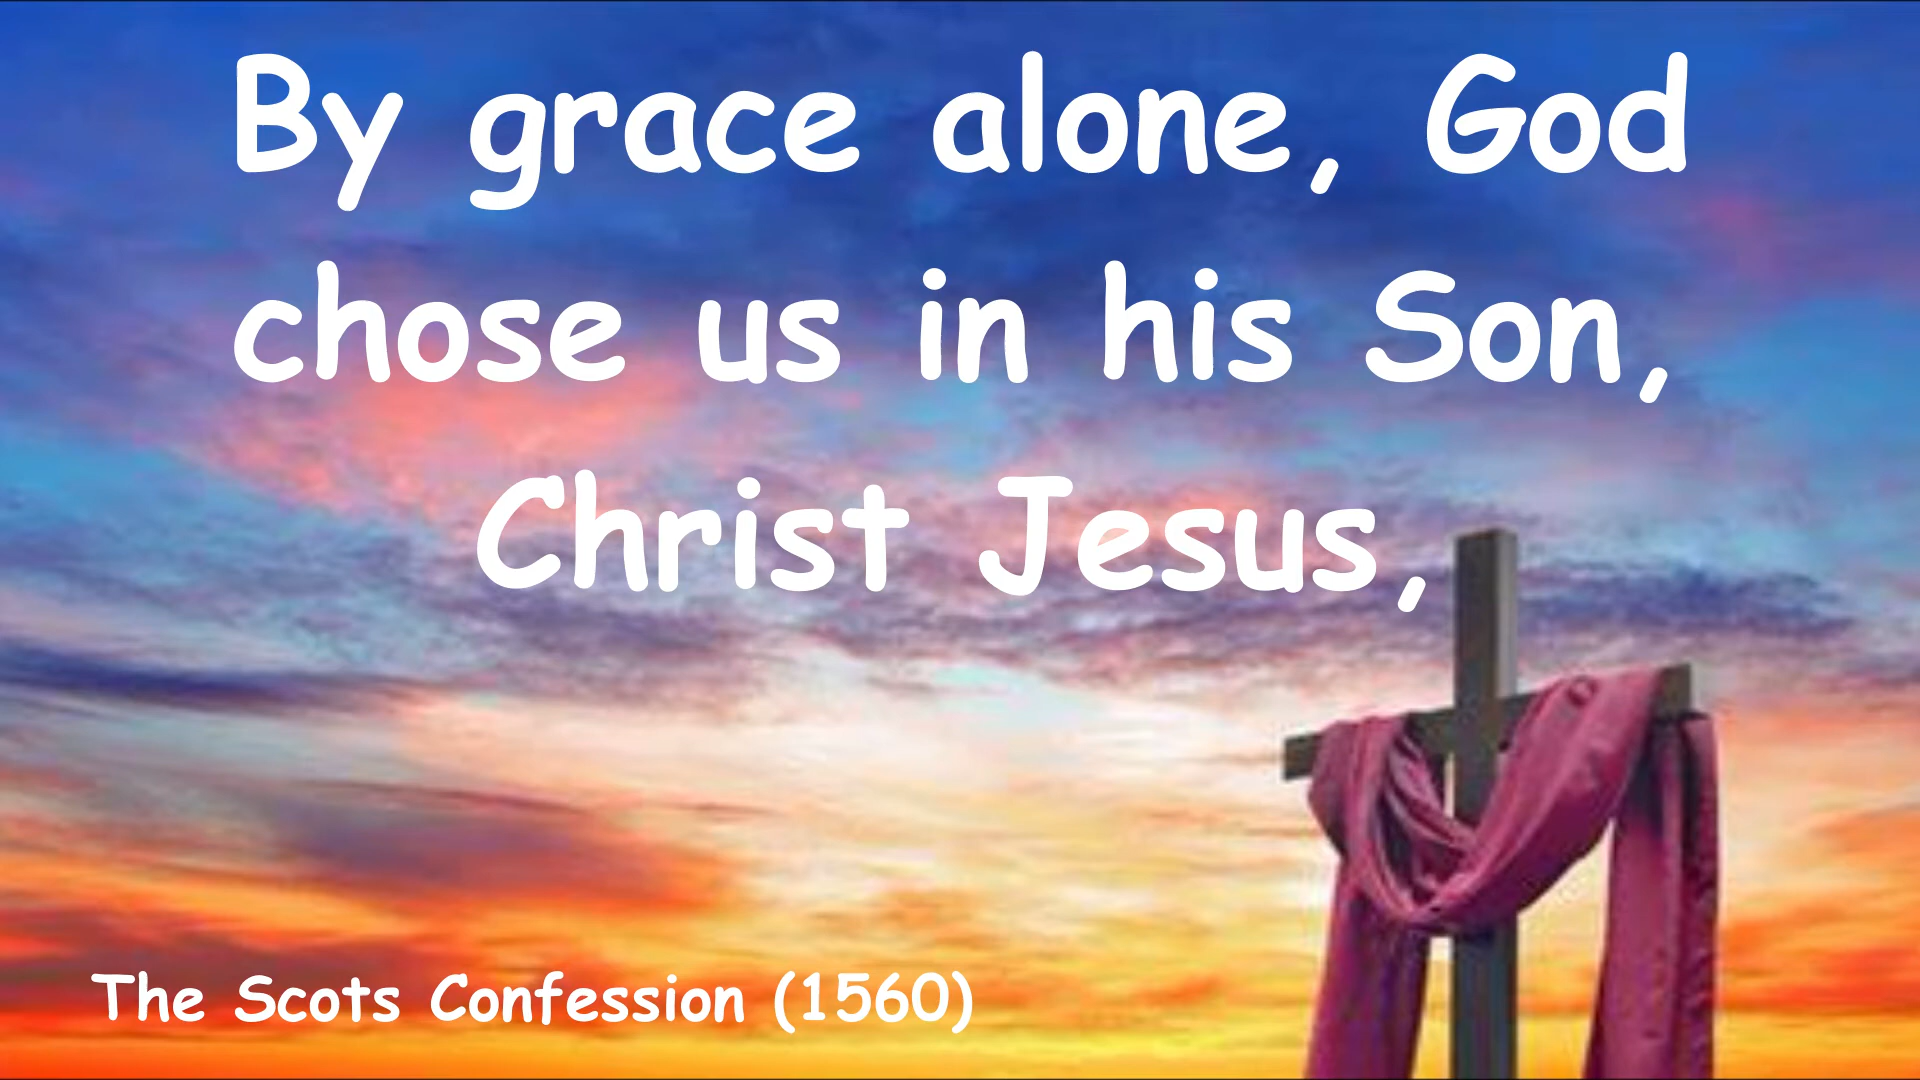 By grace alone, God
chose us in his Son,
Christ Jesus,
The Scots Confession (1560)